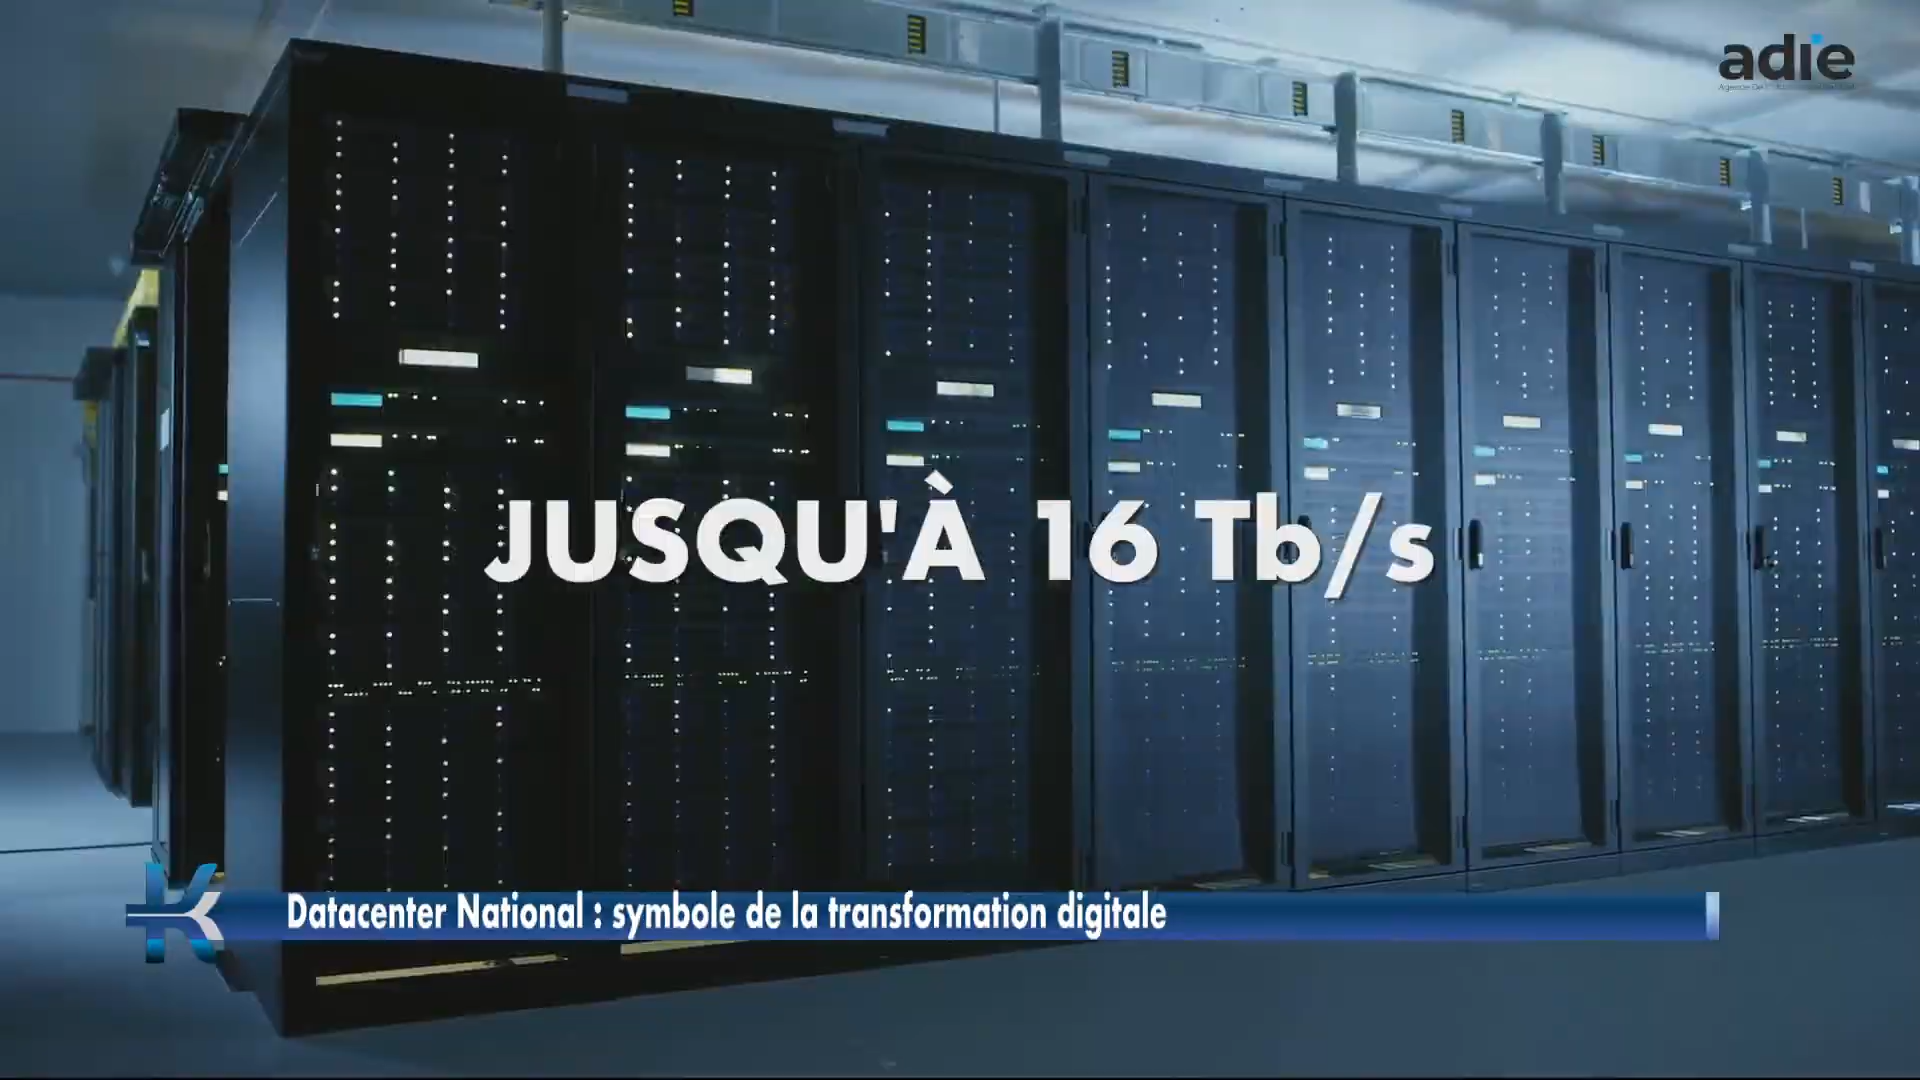 adie
JUSQU'À 16 Tb/s
Datacenter National : symbole de la transformation digitale